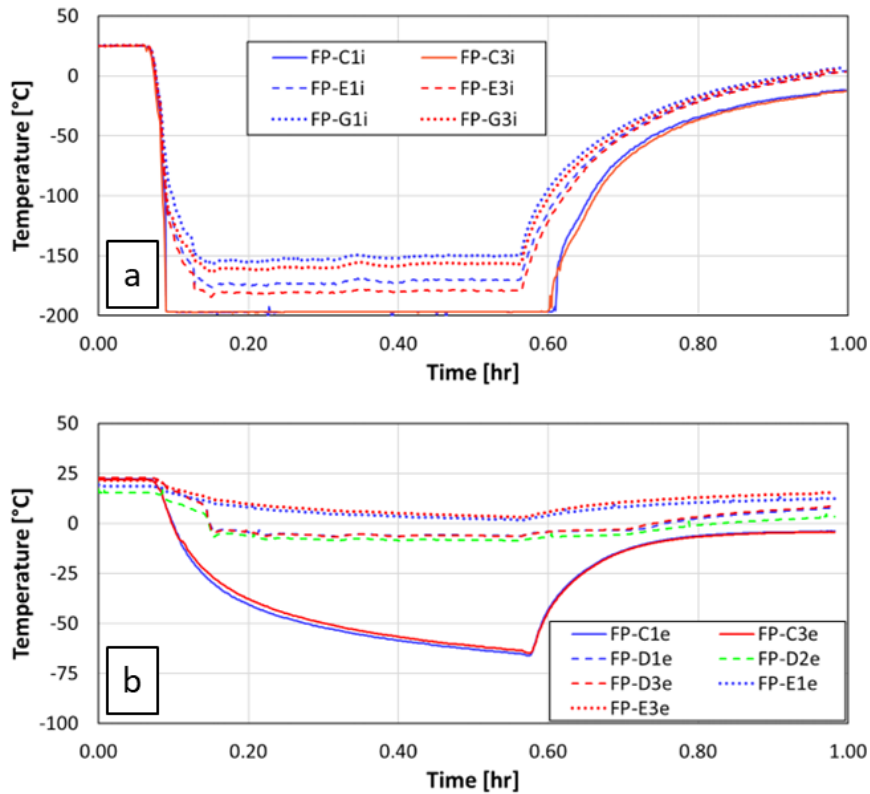 50
0
-50
-100
-150
-200
Temperature [°C]
FP-C1i FP-C3i
FP-E1i FP-E3i
FP-G1i FP-G3i
a
0.00 0.20 0.40 0.60 0.80 1.00
Time [hr]
50
25
0
-25
-50
-75
-100
Temperature [°C]
FP-C1e FP-C3e
FP-D1e FP-D2e
FP-D3e FP-E1e
FP-E3e
b
0.00 0.20 0.40 0.60 0.80 1.00
Time [hr]